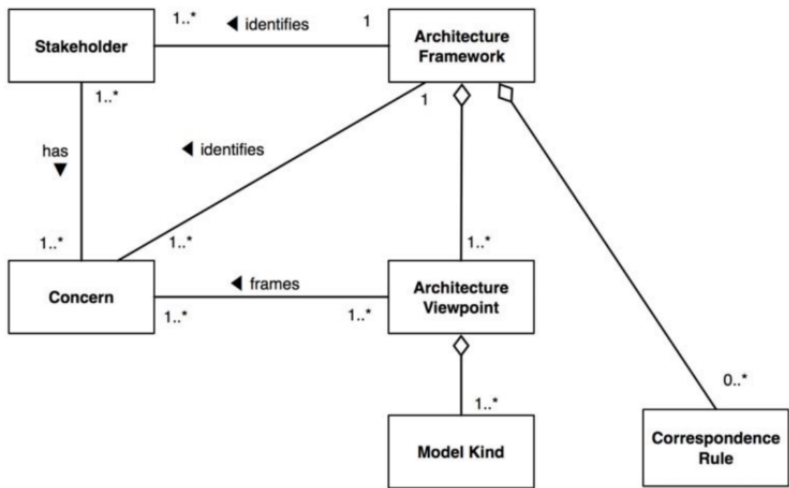 1..*
◄ identifies
1
Stakeholder
Architecture
Framework
1..*
1
has
▼
◄ identifies
1..*
1..*
1..*
Concern
◄ frames
Architecture
Viewpoint
1..*
1..*
0..*
1..*
Model Kind
Correspondence
Rule